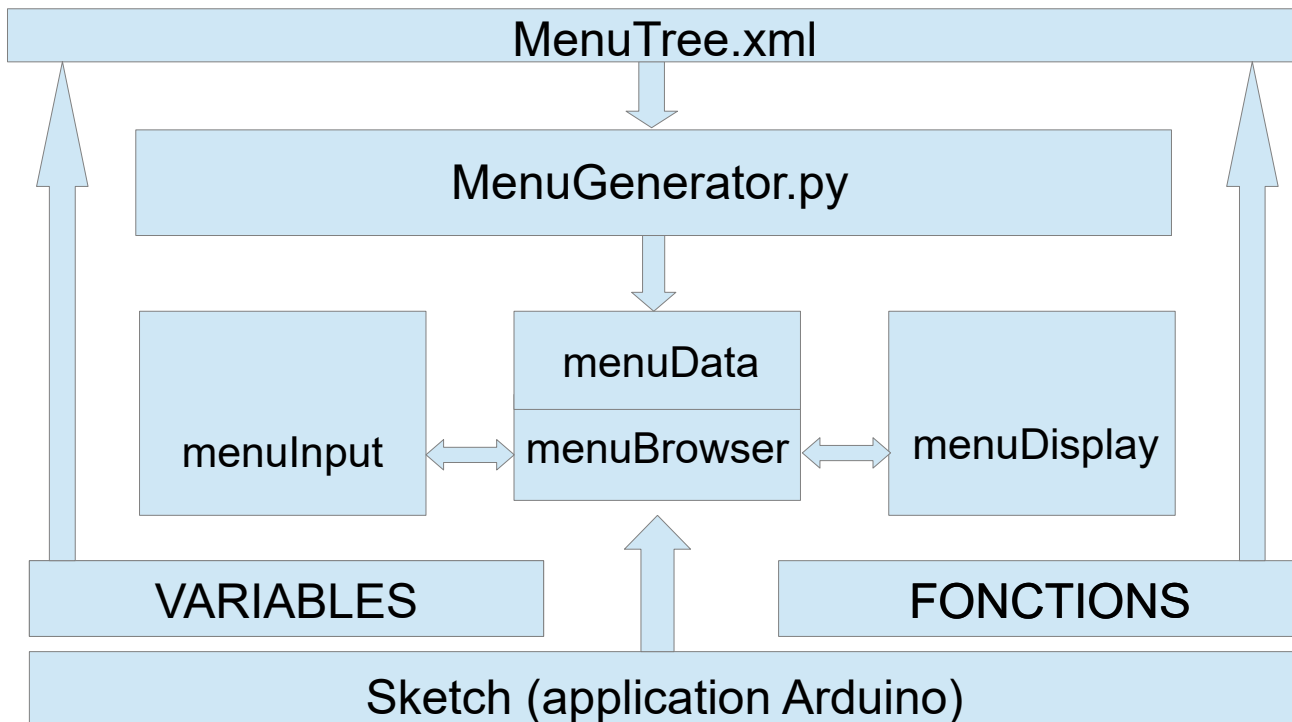 MenuTree.xml
MenuGenerator.py
menuData
menuInput
menuBrowser
menuDisplay
VARIABLES
FONCTIONS
Sketch (application Arduino)